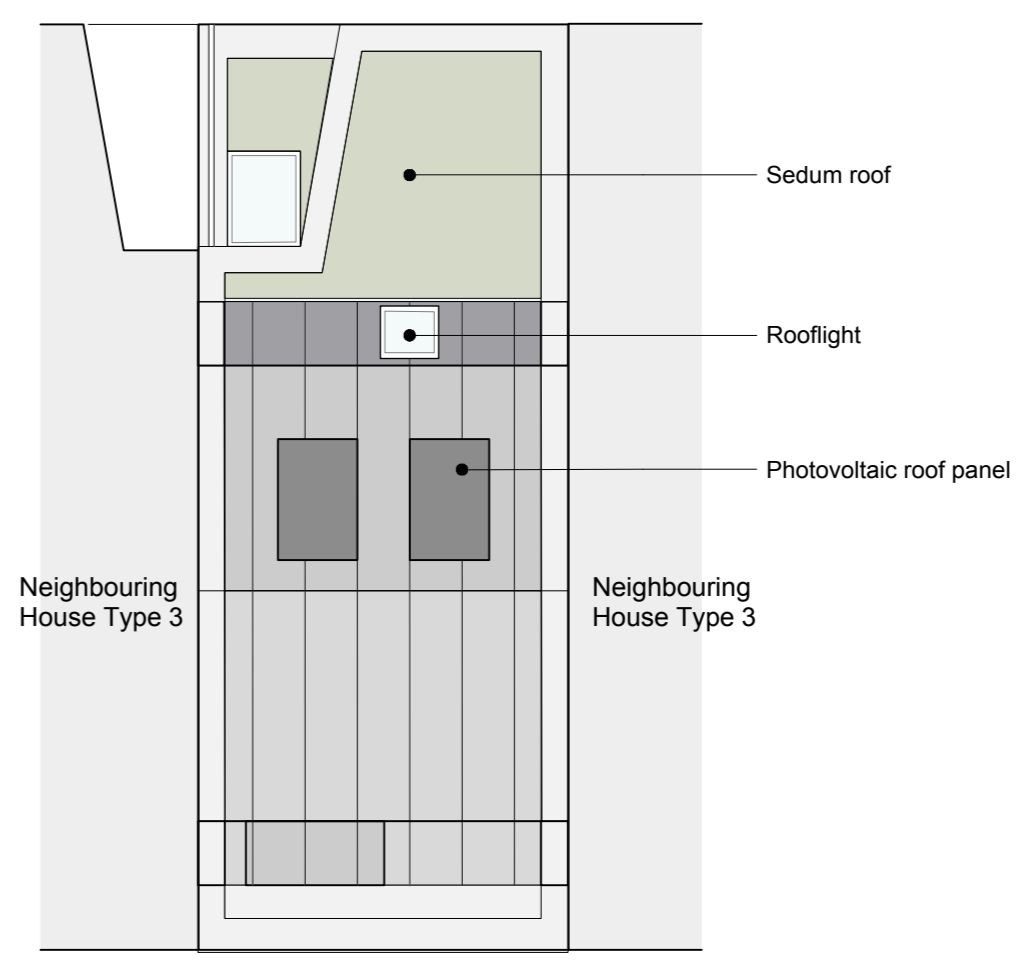 Sedum roof
Rooflight
Photovoltaic roof panel
Neighbouring
House Type 3
Neighbouring
House Type 3